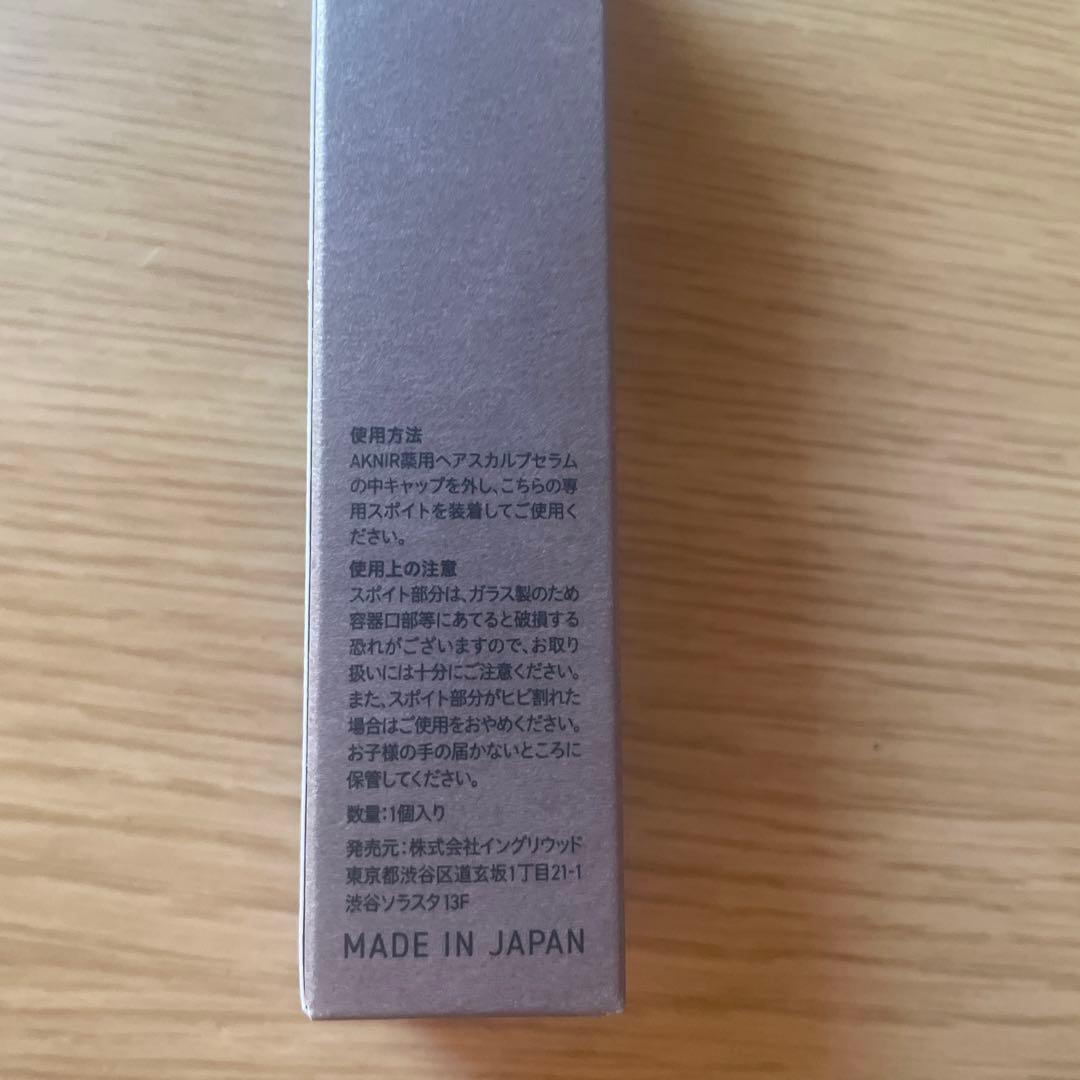 使用方法
AKNIR薬用ヘアスカルプセラム
の中キャップを外し、こちらの専
用スポイトを装着してご使用く
ださい。
使用上の注意
スポイト部分は、ガラス製のため
容器口部等にあてると破損する
恐れがございますので、お取り
扱いには十分にご注意ください。
また、スポイト部分がヒビ割れた
場合はご使用をおやめください。
お子様の手の届かないところに
保管してください。
数量：1個入り
発売元：株式会社イングリウッド
東京都渋谷区道玄坂1丁目21-1
渋谷ソラスタ13F
MADE IN JAPAN